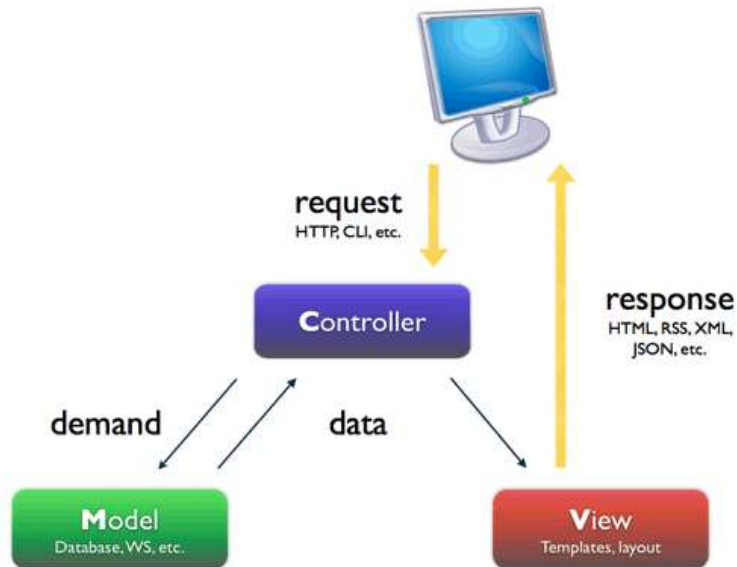 request
HTTP, CLI, etc.
Controller
response
HTML, RSS, XML,
JSON, etc.
demand
data
Model
Database, WS, etc.
View
Templates, layout